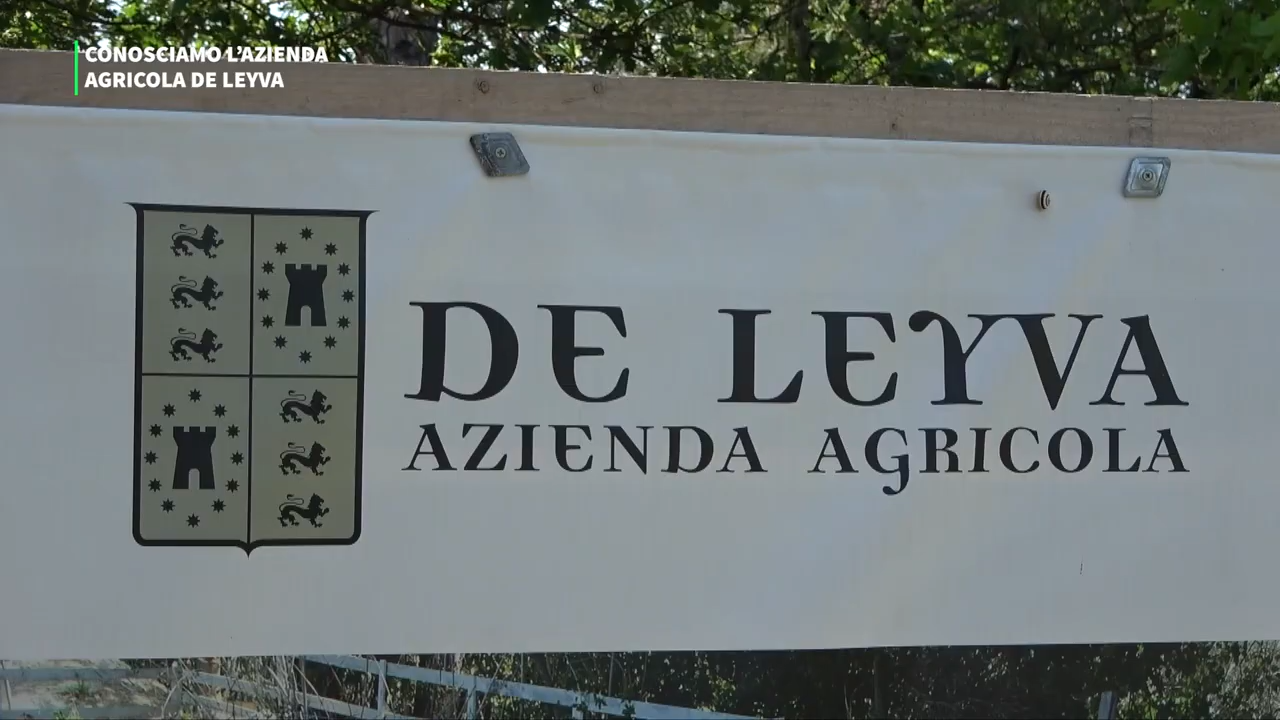 CONOSCIAMO L'AZIENDA
AGRICOLA DE LEYVA
DE LEYVA
AZIENDA AGRICOLA